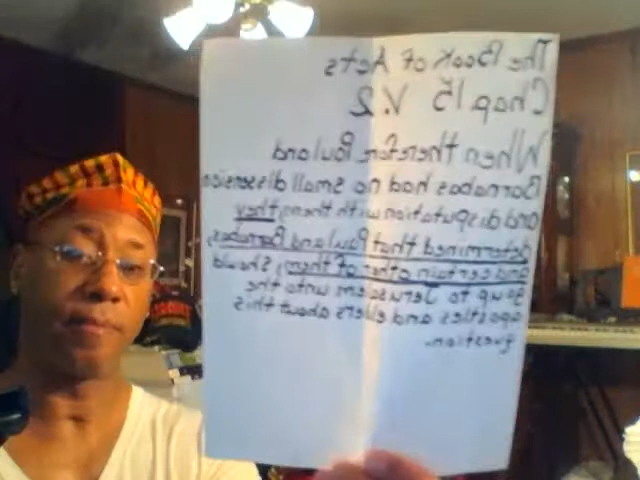 The Book of Acts
Chap 15 V.2
When therefore Paul and
Barnabas had no small dissension
and disputation with them, they
determined that Paul and Barnabas,
and certain other of them, should
go up to Jerusalem unto the
apostles and elders about this
question.